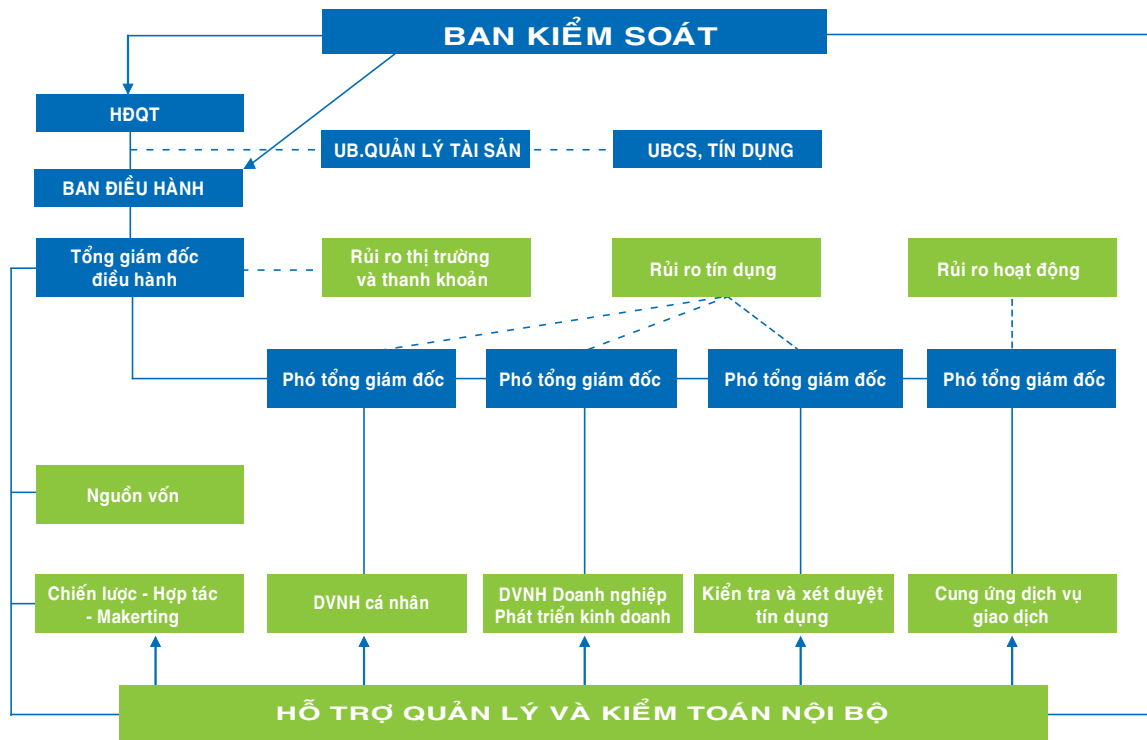 BAN KIỂM SOÁT
HĐQT
UB.QUẢN LÝ TÀI SẢN
UBCS, TÍN DỤNG
BAN ĐIỀU HÀNH
Tổng giám đốc
điều hành
Rủi ro thị trường
và thanh khoản
Rủi ro tín dụng
Rủi ro hoạt động
Phó tổng giám đốc
Phó tổng giám đốc
Phó tổng giám đốc
Phó tổng giám đốc
Nguồn vốn
Chiến lược - Hợp tác
- Makerting
DVNH cá nhân
DVNH Doanh nghiệp
Phát triển kinh doanh
Kiển tra và xét duyệt
tín dụng
Cung ứng dịch vụ
giao dịch
HỖ TRỢ QUẢN LÝ VÀ KIỂM TOÁN NỘI BỘ